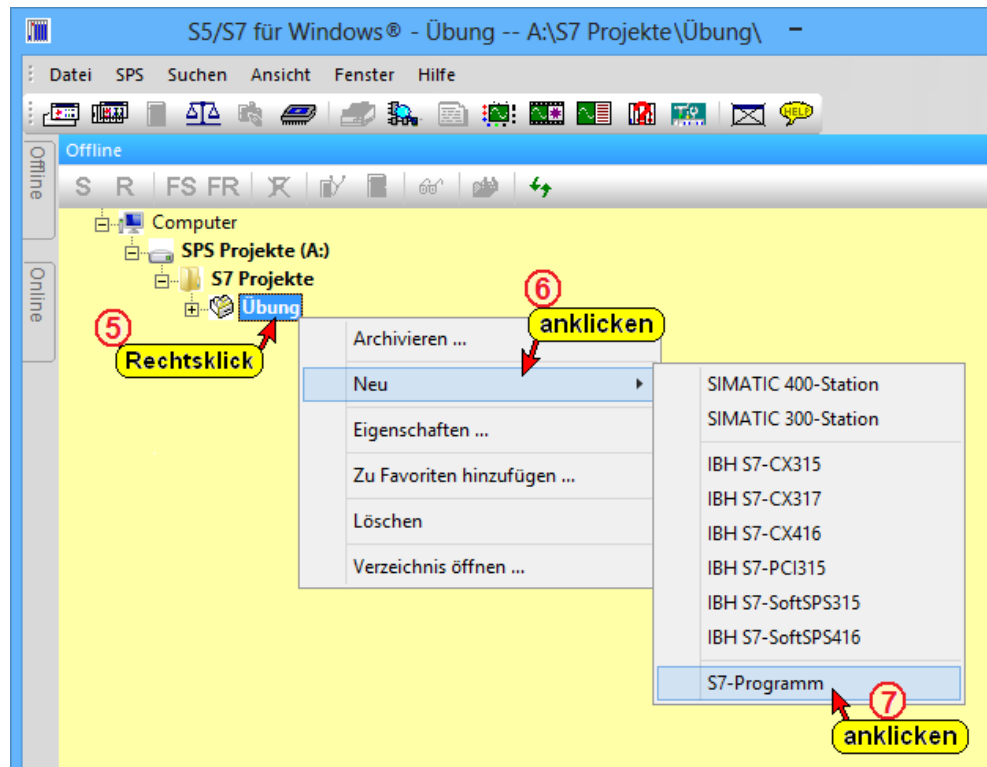 S5/S7 für Windows® - Übung -- A:\S7 Projekte\Übung\
Datei SPS Suchen Ansicht Fenster Hilfe
HELP
Offline
Offline
S R FS FR
Computer
SPS Projekte (A:)
S7 Projekte
Übung
Online
5
Rechtsklick
6
anklicken
Archivieren ...
Neu
Eigenschaften ...
Zu Favoriten hinzufügen ...
Löschen
Verzeichnis öffnen ...
SIMATIC 400-Station
SIMATIC 300-Station
IBH S7-CX315
IBH S7-CX317
IBH S7-CX416
IBH S7-PCI315
IBH S7-SoftSPS315
IBH S7-SoftSPS416
S7-Programm
7
anklicken